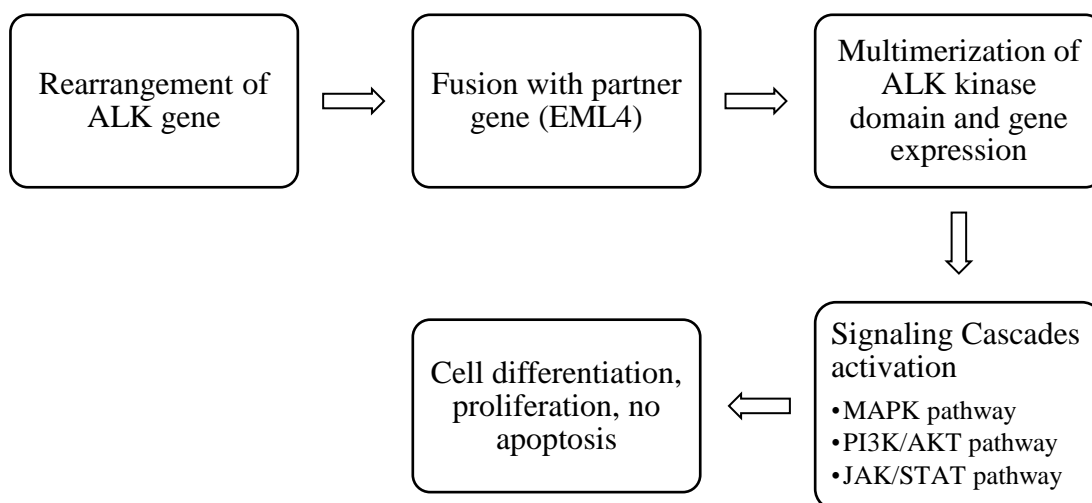 Rearrangement of
ALK gene
Fusion with partner
gene (EML4)
Multimerization of
ALK kinase
domain and gene
expression
Signaling Cascades
activation
•MAPK pathway
•PI3K/AKT pathway
•JAK/STAT pathway
Cell differentiation,
proliferation, no
apoptosis